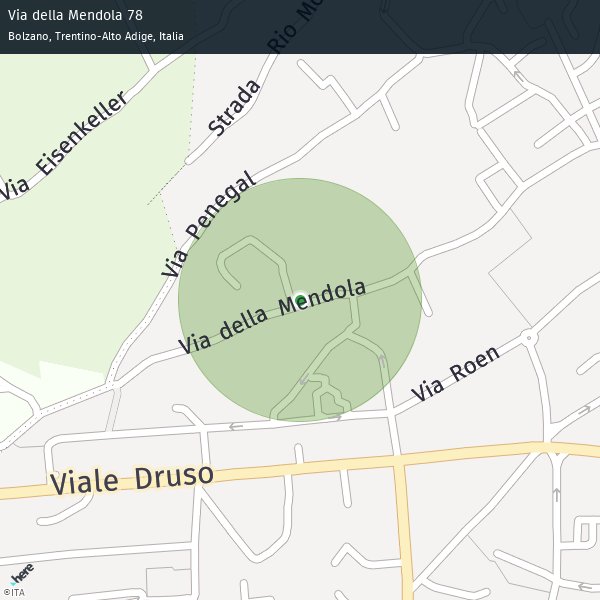 Via della Mendola 78
Bolzano, Trentino-Alto Adige, Italia
Via Eisenkeller
Strada Rio Mo
Via Penegal
Via della Mendola
Via Roen
Viale Druso
here
©ITA